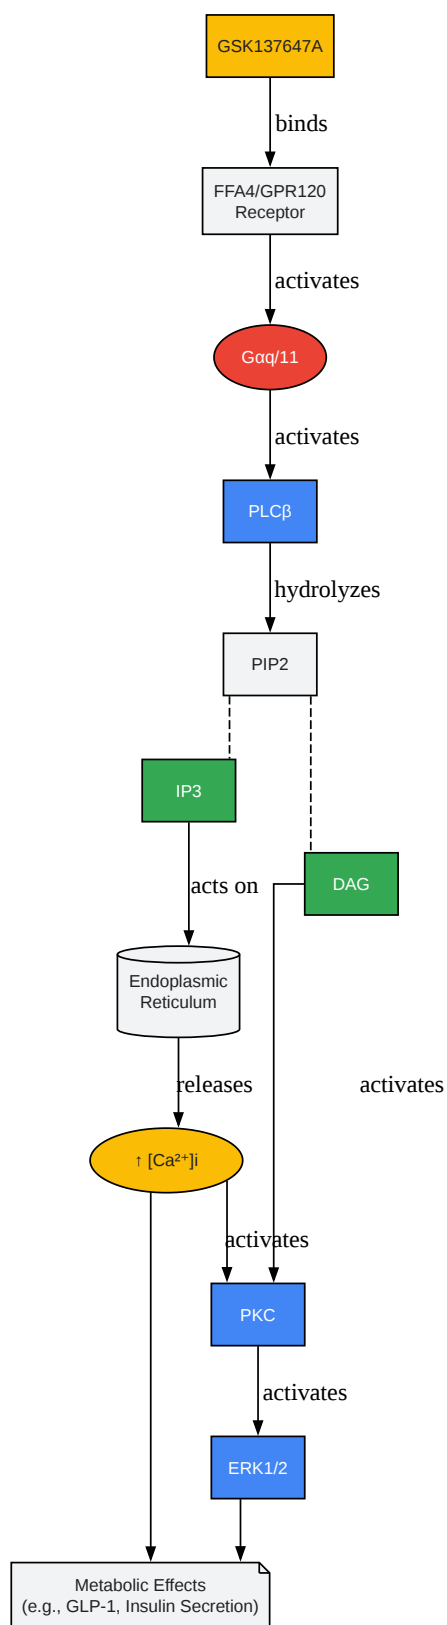 GSK137647A
binds
FFA4/GPR120
Receptor
activates
Gαq/11
activates
PLCβ
hydrolyzes
PIP2
IP3
DAG
acts on
Endoplasmic
Reticulum
releases
activates
↑ [Ca²⁺]i
activates
PKC
activates
ERK1/2
Metabolic Effects
(e.g., GLP-1, Insulin Secretion)